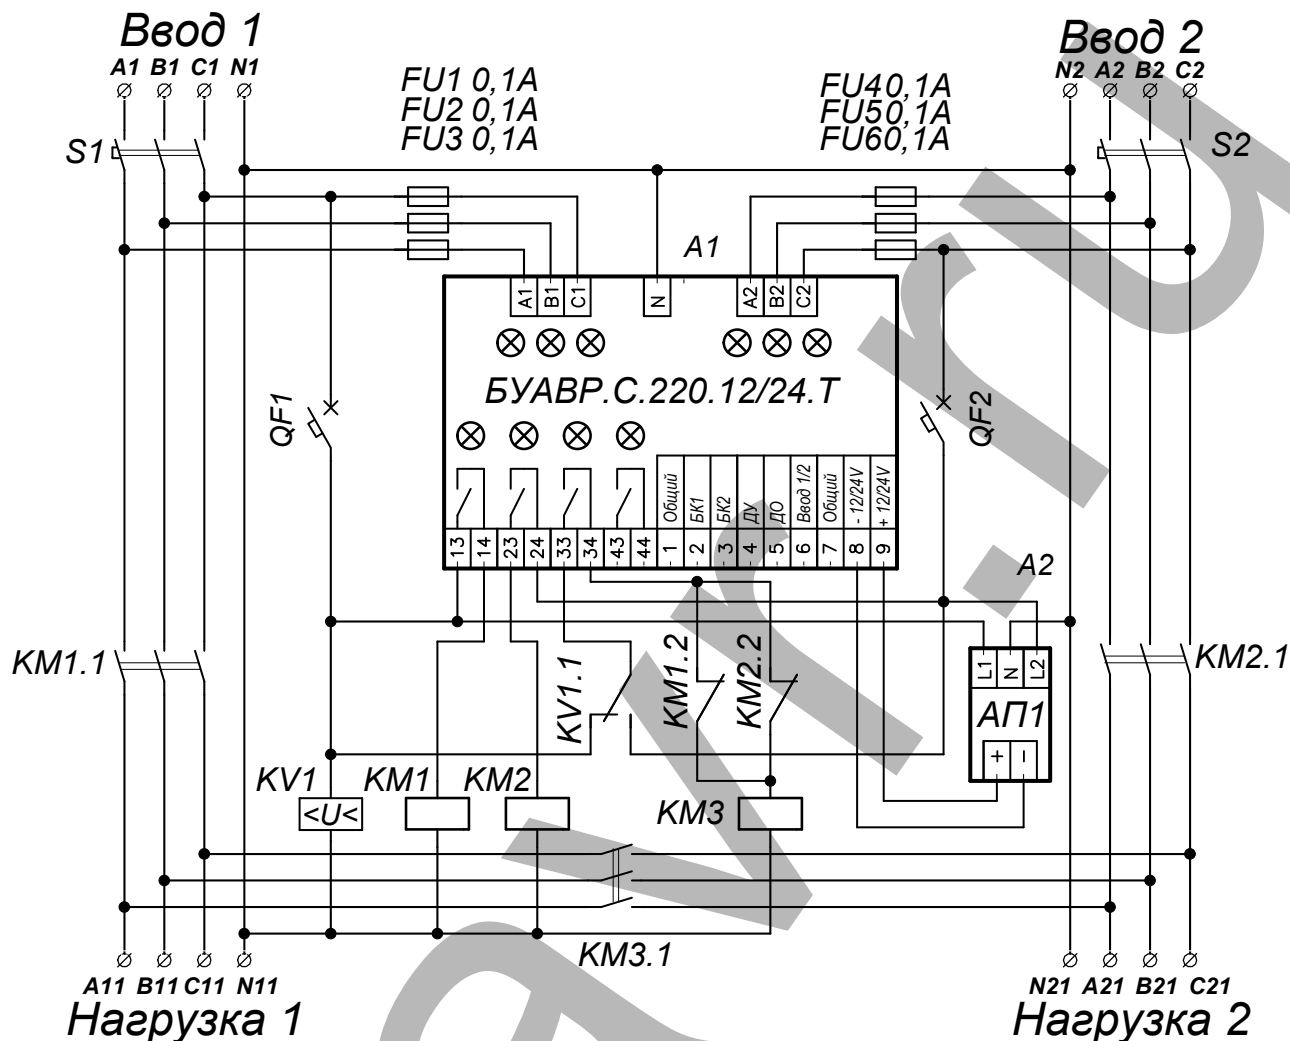 Ввод 1
Ввод 2
A1 B1 C1 N1
N2 A2 B2 C2
FU1 0,1A
FU2 0,1A
FU3 0,1A
FU40,1A
FU50,1A
FU60,1A
S1
S2
A1
A1 B1 C1
N
A2 B2 C2
БУАВР.С.220.12/24.Т
QF1
QF2
Общий
БК1
БК2
ДУ
ДО
Ввод 1/2
Общий
- 12/24V
+ 12/24V
13 14 23 24 33 34 43 44 1 2 3 4 5 6 7 8 9
A2
L1 N L2
АП1
+ −
KM1.1
KV1.1
KM1.2
KM2.2
KM2.1
KV1
KM1
KM2
KM3
<U<
KM3.1
A11 B11 C11 N11
N21 A21 B21 C21
Нагрузка 1
Нагрузка 2
avr.ru